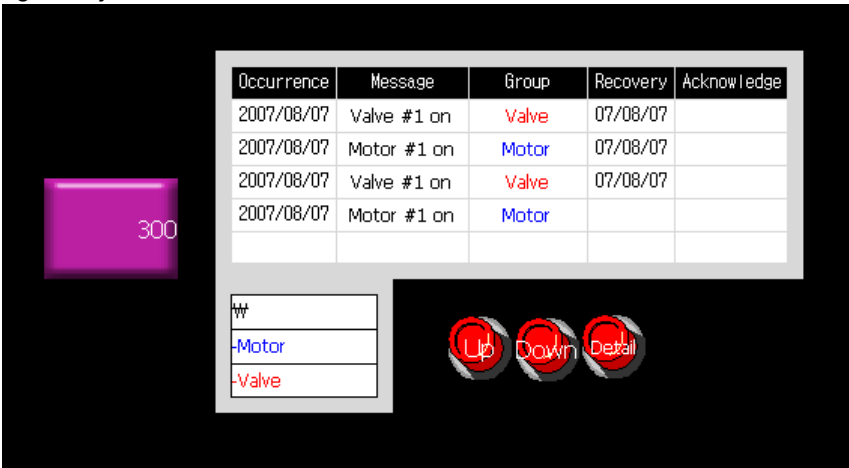 Occurrence Message Group Recovery Acknowledge
2007/08/07 Valve #1 on Valve 07/08/07
2007/08/07 Motor #1 on Motor 07/08/07
2007/08/07 Valve #1 on Valve 07/08/07
2007/08/07 Motor #1 on Motor
300
₩
-Motor
-Valve
Up Down Detail